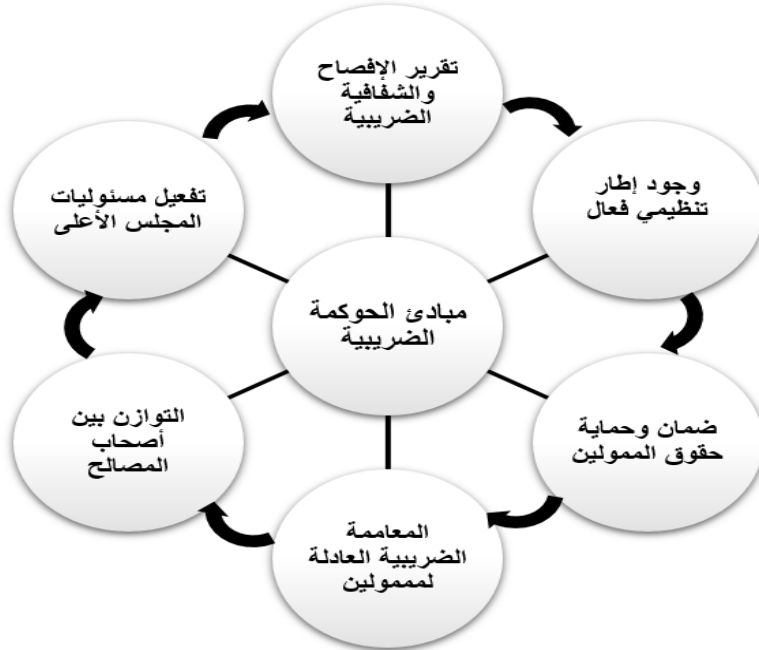 تقرير الإفصاح
والشفافية
الضريبية
وجود إطار
تنظيمي فعال
ضمان وحماية
حقوق الممولين
المعاممة
الضريبية العادلة
لمممولين
التوازن بين
أصحاب
المصالح
تفعيل مسئوليات
المجلس الأعلى
مبادئ الحوكمة
الضريبية